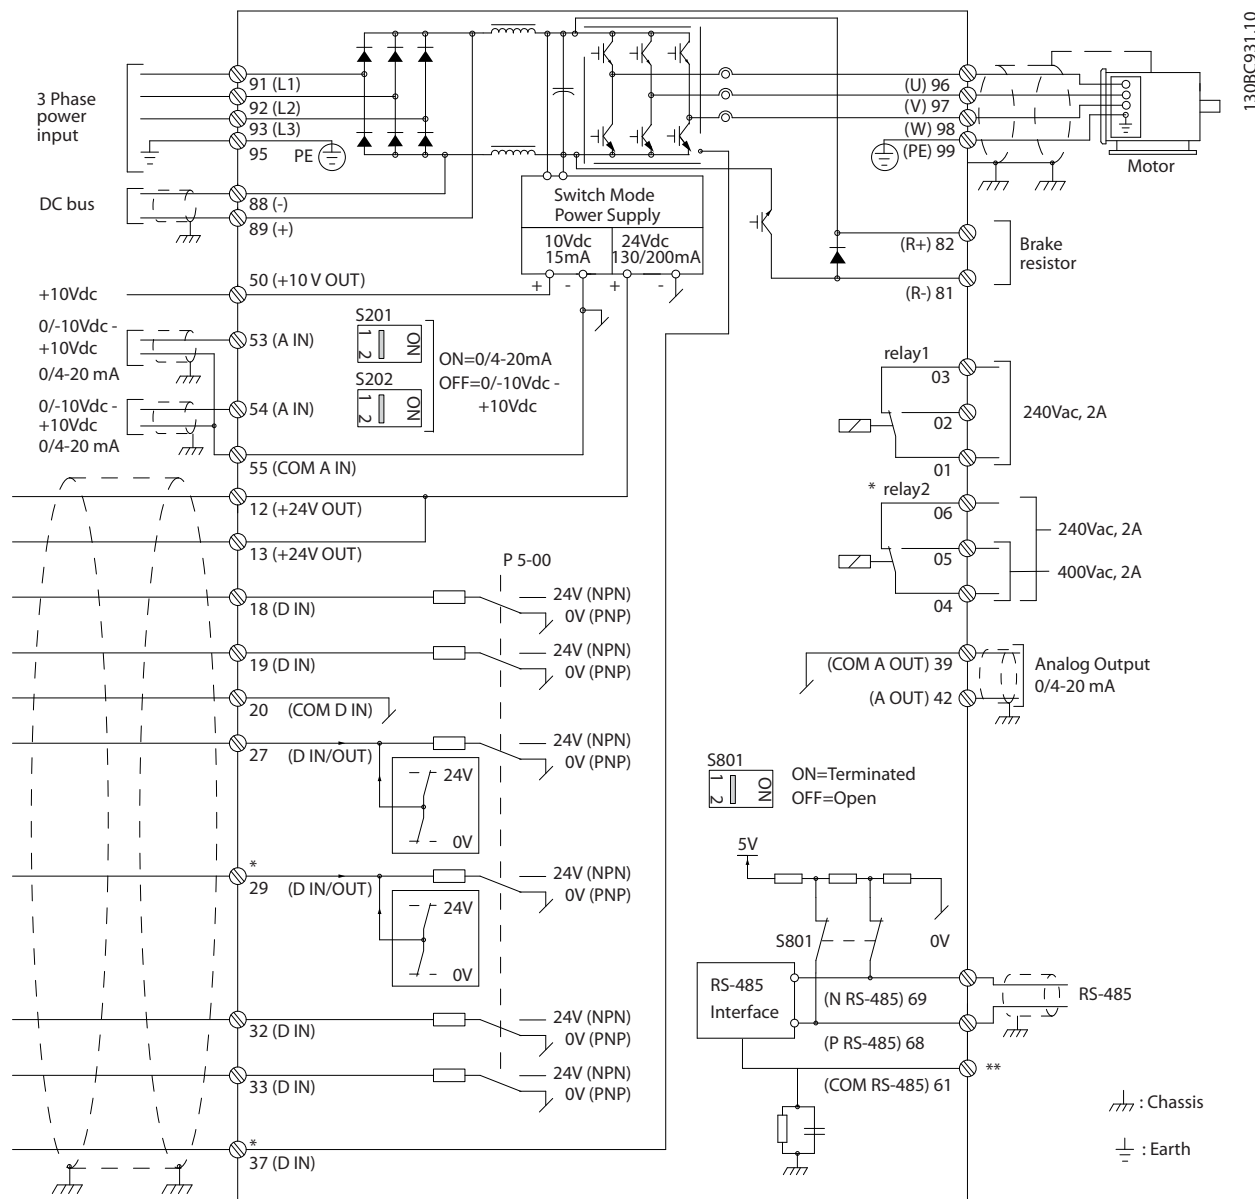 130BC931.10
3 Phase
power
input
91 (L1)
92 (L2)
93 (L3)
95
PE
DC bus
88 (-)
89 (+)
+10Vdc
50 (+10 V OUT)
0/-10Vdc -
+10Vdc
0/4-20 mA
53 (A IN)
0/-10Vdc -
+10Vdc
0/4-20 mA
54 (A IN)
55 (COM A IN)
12 (+24V OUT)
13 (+24V OUT)
18 (D IN)
19 (D IN)
20 (COM D IN)
27 (D IN/OUT)
24V
0V
*
29 (D IN/OUT)
24V
0V
32 (D IN)
33 (D IN)
*
37 (D IN)
Switch Mode
Power Supply
10Vdc
15mA
24Vdc
130/200mA
+ - + -
S201
1 2 ON
S202
1 2 ON
ON=0/4-20mA
OFF=0/-10Vdc -
+10Vdc
P 5-00
24V (NPN)
0V (PNP)
24V (NPN)
0V (PNP)
24V (NPN)
0V (PNP)
24V (NPN)
0V (PNP)
24V (NPN)
0V (PNP)
24V (NPN)
0V (PNP)
(U) 96
(V) 97
(W) 98
(PE) 99
Motor
(R+) 82
(R-) 81
Brake
resistor
relay1
03
02
01
240Vac, 2A
* relay2
06
05
04
240Vac, 2A
400Vac, 2A
(COM A OUT) 39
(A OUT) 42
Analog Output
0/4-20 mA
S801
1 2 ON
ON=Terminated
OFF=Open
5V
S801
0V
RS-485
Interface
(N RS-485) 69
(P RS-485) 68
(COM RS-485) 61
RS-485
**
: Chassis
: Earth